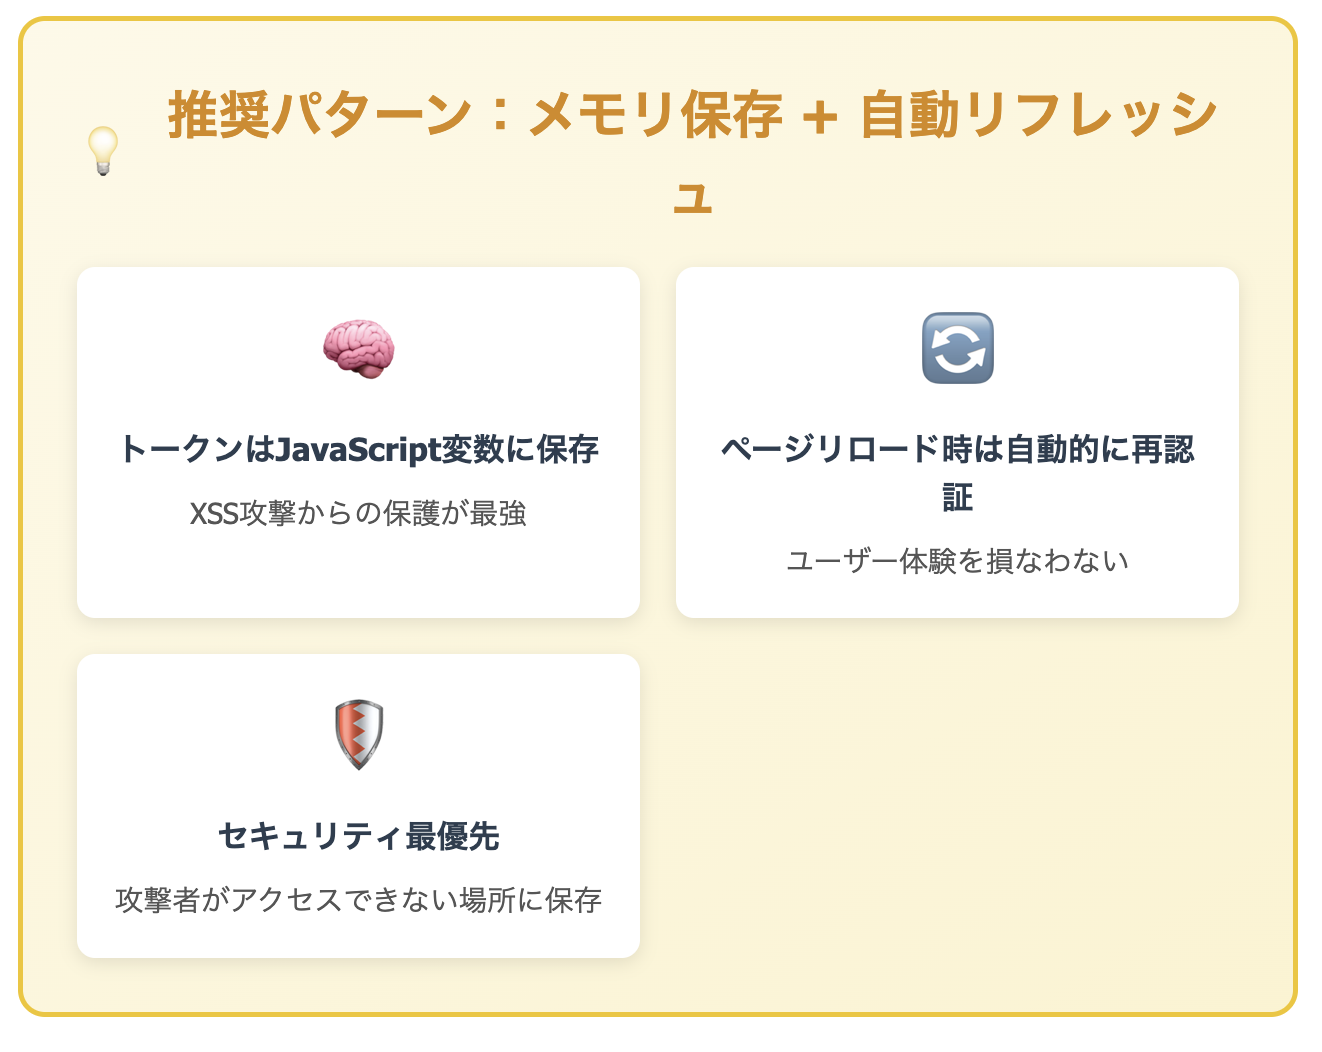 推奨パターン：メモリ保存 + 自動リフレッシ
ュ
トークンはJavaScript変数に保存
XSS攻撃からの保護が最強
ページリロード時は自動的に再認
証
ユーザー体験を損なわない
セキュリティ最優先
攻撃者がアクセスできない場所に保存